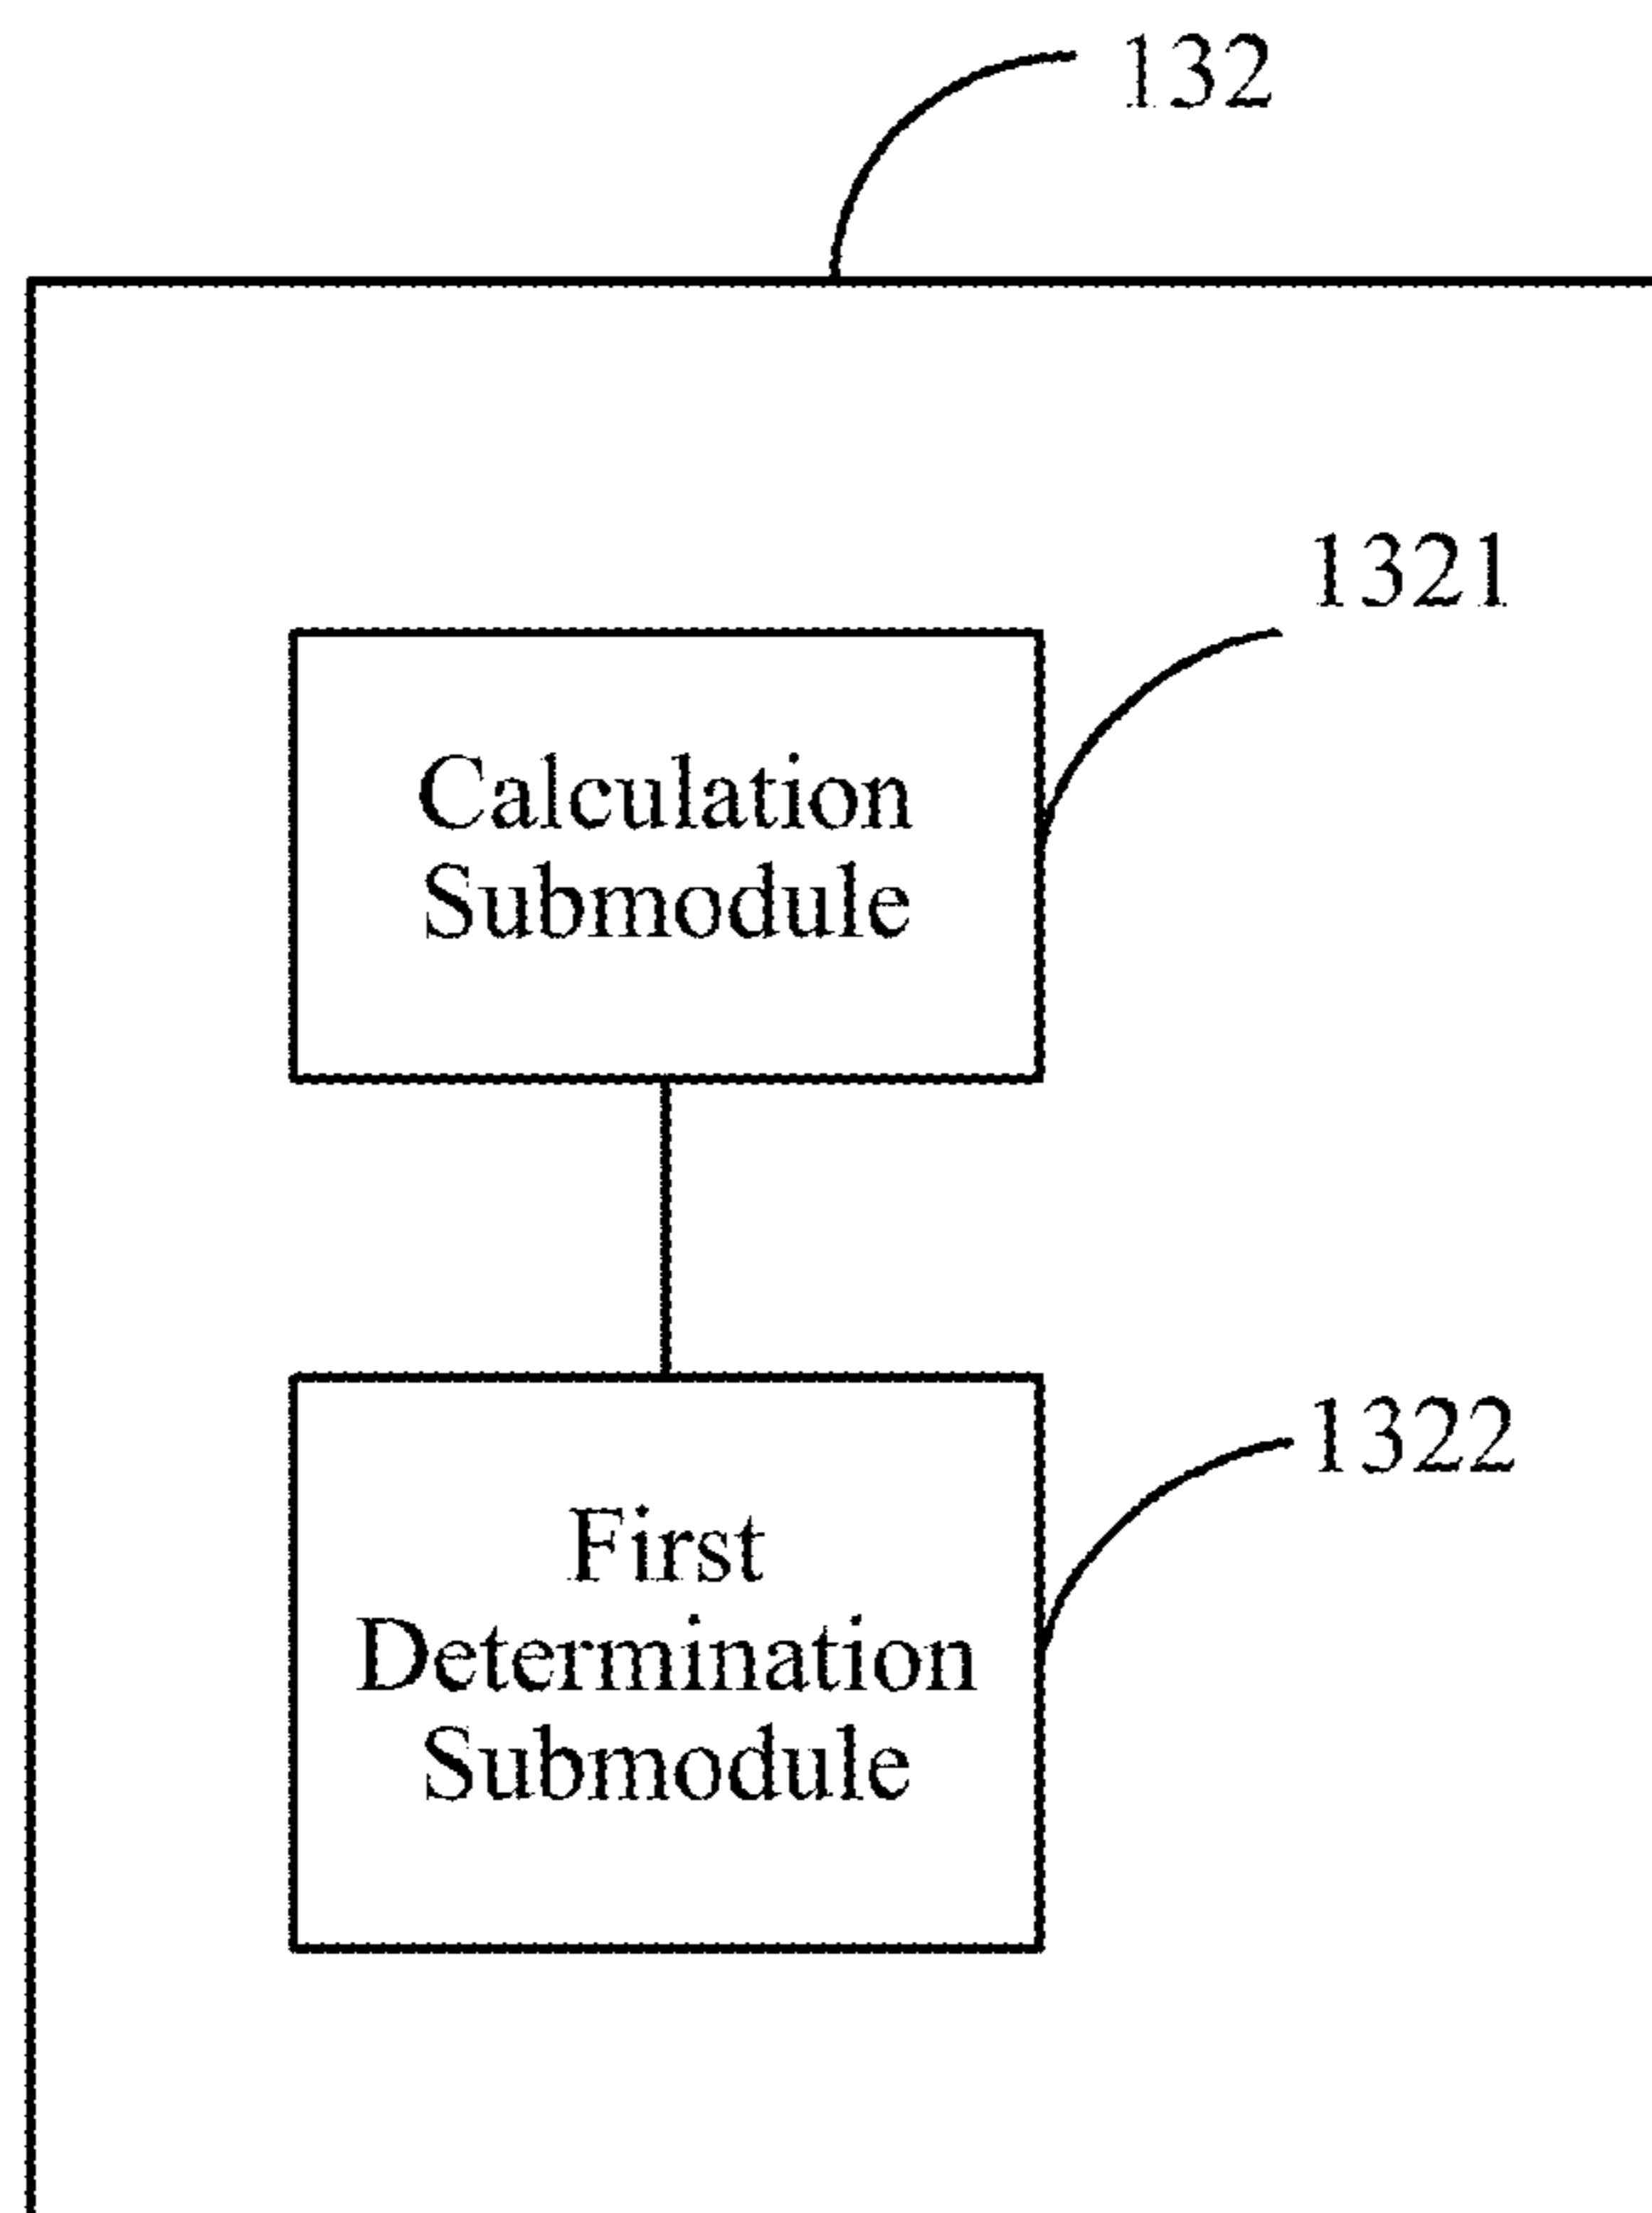 132
1321
Calculation
Submodule
1322
First
Determination
Submodule